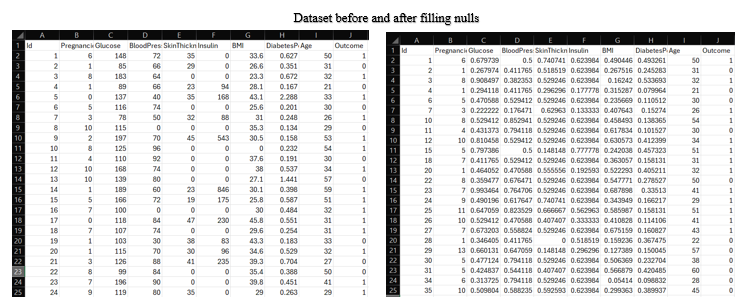 Dataset before and after filling nulls
A B C D E F G H I J
1 Id Pregnanci Glucose BloodPres SkinThickn Insulin BMI DiabetesP Age Outcome
2 1 6 148 72 35 0 33.6 0.627 50 1
3 2 1 85 66 29 0 26.6 0.351 31 0
4 3 8 183 64 0 0 23.3 0.672 32 1
5 4 1 89 66 23 94 28.1 0.167 21 0
6 5 0 137 40 35 168 43.1 2.288 33 1
7 6 5 116 74 0 0 25.6 0.201 30 0
8 7 3 78 50 32 88 31 0.248 26 1
9 8 10 115 0 0 0 35.3 0.134 29 0
10 9 2 197 70 45 543 30.5 0.158 53 1
11 10 8 125 96 0 0 0 0.232 54 1
12 11 4 110 92 0 0 37.6 0.191 30 0
13 12 10 168 74 0 0 38 0.537 34 1
14 13 10 139 80 0 0 27.1 1.441 57 0
15 14 1 189 60 23 846 30.1 0.398 59 1
16 15 5 166 72 19 175 25.8 0.587 51 1
17 16 7 100 0 0 0 30 0.484 32 1
18 17 0 118 84 47 230 45.8 0.551 31 1
19 18 7 107 74 0 0 29.6 0.254 31 1
20 19 1 103 30 38 83 43.3 0.183 33 0
21 20 1 115 70 30 96 34.6 0.529 32 1
22 21 3 126 88 41 235 39.3 0.704 27 0
23 22 8 99 84 0 0 35.4 0.388 50 0
24 23 7 196 90 0 0 39.8 0.451 41 1
25 24 9 119 80 35 0 29 0.263 29 1
A B C D E F G H I J
1 Id Pregnanci Glucose BloodPres SkinThickn Insulin BMI DiabetesP Age Outcome
1 6 0.679739 0.5 0.740741 0.623984 0.490446 0.493261 50 1
2 1 0.267974 0.411765 0.518519 0.623984 0.267516 0.245283 31 0
3 8 0.908497 0.382353 0.529246 0.623984 0.16242 0.533693 32 1
4 1 0.294118 0.411765 0.296296 0.177778 0.315287 0.079964 21 0
6 5 0.470588 0.529412 0.529246 0.623984 0.235669 0.110512 30 0
7 3 0.222222 0.176471 0.62963 0.133333 0.407643 0.15274 26 1
10 8 0.529412 0.852941 0.529246 0.623984 0.458493 0.138365 54 1
11 4 0.431373 0.794118 0.529246 0.623984 0.617834 0.101527 30 0
12 10 0.810458 0.529412 0.529246 0.623984 0.630573 0.412399 34 1
15 5 0.797386 0.5 0.148148 0.777778 0.242038 0.457323 51 1
18 7 0.411765 0.529412 0.529246 0.623984 0.363057 0.158131 31 1
20 1 0.464052 0.470588 0.555556 0.192593 0.522293 0.405211 32 1
22 8 0.359477 0.676471 0.529246 0.623984 0.547771 0.278527 50 0
23 7 0.993464 0.764706 0.529246 0.623984 0.687898 0.33513 41 1
24 9 0.490196 0.617647 0.740741 0.623984 0.343949 0.166217 29 1
25 11 0.647059 0.823529 0.666667 0.562963 0.585987 0.158131 51 1
26 10 0.529412 0.470588 0.407407 0.333333 0.410828 0.114106 41 1
27 7 0.673203 0.558824 0.529246 0.623984 0.675159 0.160827 43 1
28 1 0.346405 0.411765 0 0.518519 0.159236 0.367475 22 0
29 13 0.660131 0.647059 0.148148 0.296296 0.127389 0.150045 57 0
30 5 0.477124 0.794118 0.529246 0.623984 0.506369 0.232704 38 0
31 5 0.424837 0.544118 0.407407 0.623984 0.566879 0.420485 60 0
34 6 0.313725 0.794118 0.529246 0.623984 0.05414 0.098832 28 0
35 10 0.509804 0.588235 0.592593 0.623984 0.299363 0.389937 45 0